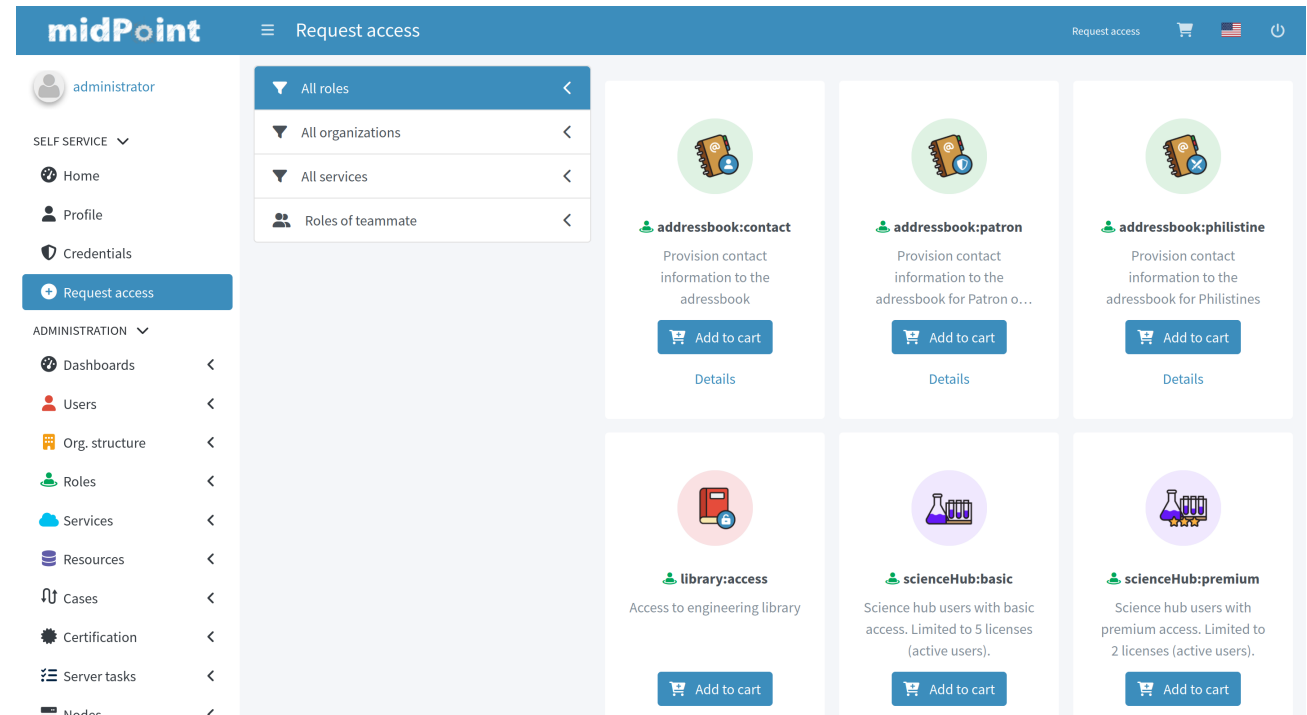 midPoint
Request access
Request access
administrator
SELF SERVICE
Home
Profile
Credentials
Request access
ADMINISTRATION
Dashboards
Users
Org. structure
Roles
Services
Resources
Cases
Certification
Server tasks
Nodes
All roles
All organizations
All services
Roles of teammate
addressbook:contact
Provision contact
information to the
adressbook
Add to cart
Details
addressbook:patron
Provision contact
information to the
adressbook for Patron o...
Add to cart
Details
addressbook:philistine
Provision contact
information to the
adressbook for Philistines
Add to cart
Details
library:access
Access to engineering library
Add to cart
scienceHub:basic
Science hub users with basic
access. Limited to 5 licenses
(active users).
Add to cart
scienceHub:premium
Science hub users with
premium access. Limited to
2 licenses (active users).
Add to cart